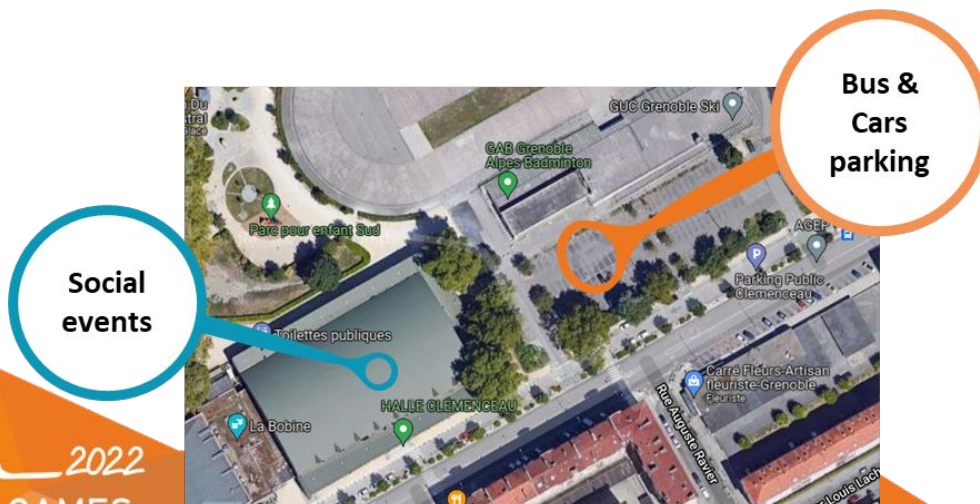 Bus &
Cars
parking
GUC Grenoble Ski
GAB Grenoble
Alpes Badminton
Parc pour enfant Sud
AGEP
P
Parking Public
Clemenceau
Social
events
Toilettes publiques
Carré Fleurs-Artisan
fleuriste-Grenoble
Fleuriste
HALLE CLÉMENCEAU
La Bobine
Rue Auguste Ravier
2022
GAMES